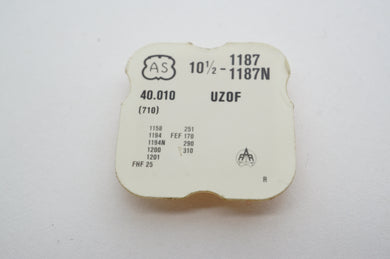 AS 10½ - 1187
1187N
40.010 UZOF
(710)
1158 251
1194 FEF 170
1194N 290
1200 310
1201
FHF 25
R